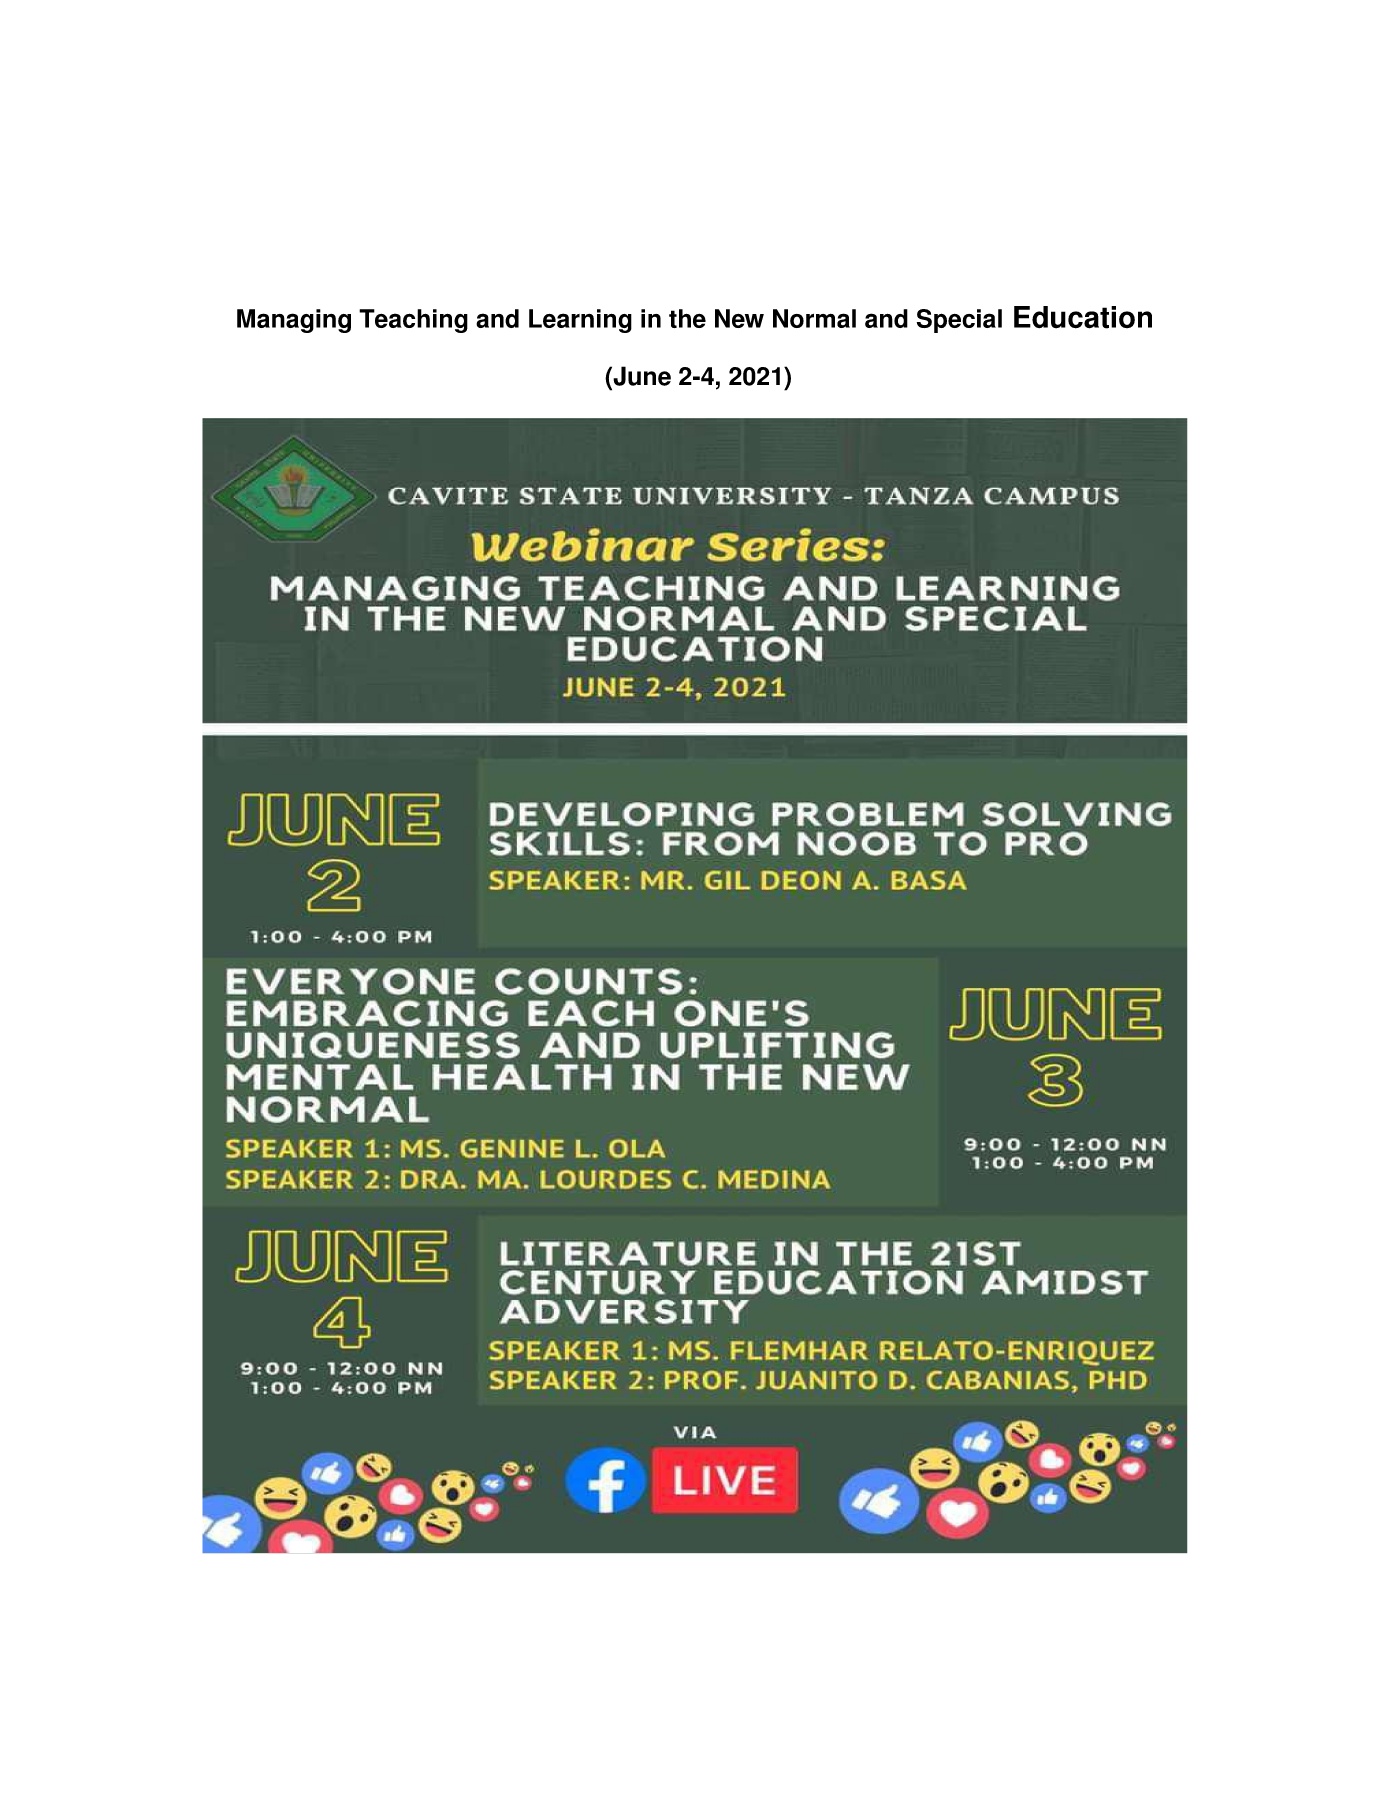 Managing Teaching and Learning in the New Normal and Special Education
(June 2-4, 2021)
CAVITE STATE UNIVERSITY - TANZA CAMPUS
Webinar Series:
MANAGING TEACHING AND LEARNING
IN THE NEW NORMAL AND SPECIAL
EDUCATION
JUNE 2-4, 2021
JUNE
2
1:00 - 4:00 PM
DEVELOPING PROBLEM SOLVING
SKILLS: FROM NOOB TO PRO
SPEAKER: MR. GIL DEON A. BASA
EVERYONE COUNTS:
EMBRACING EACH ONE'S
UNIQUENESS AND UPLIFTING
MENTAL HEALTH IN THE NEW
NORMAL
SPEAKER 1: MS. GENINE L. OLA
SPEAKER 2: DRA. MA. LOURDES C. MEDINA
JUNE
3
9:00 - 12:00 NN
1:00 - 4:00 PM
JUNE
4
9:00 - 12:00 NN
1:00 - 4:00 PM
LITERATURE IN THE 21ST
CENTURY EDUCATION AMIDST
ADVERSITY
SPEAKER 1: MS. FLEMHAR RELATO-ENRIQUEZ
SPEAKER 2: PROF. JUANITO D. CABANIAS, PHD
VIA
f LIVE